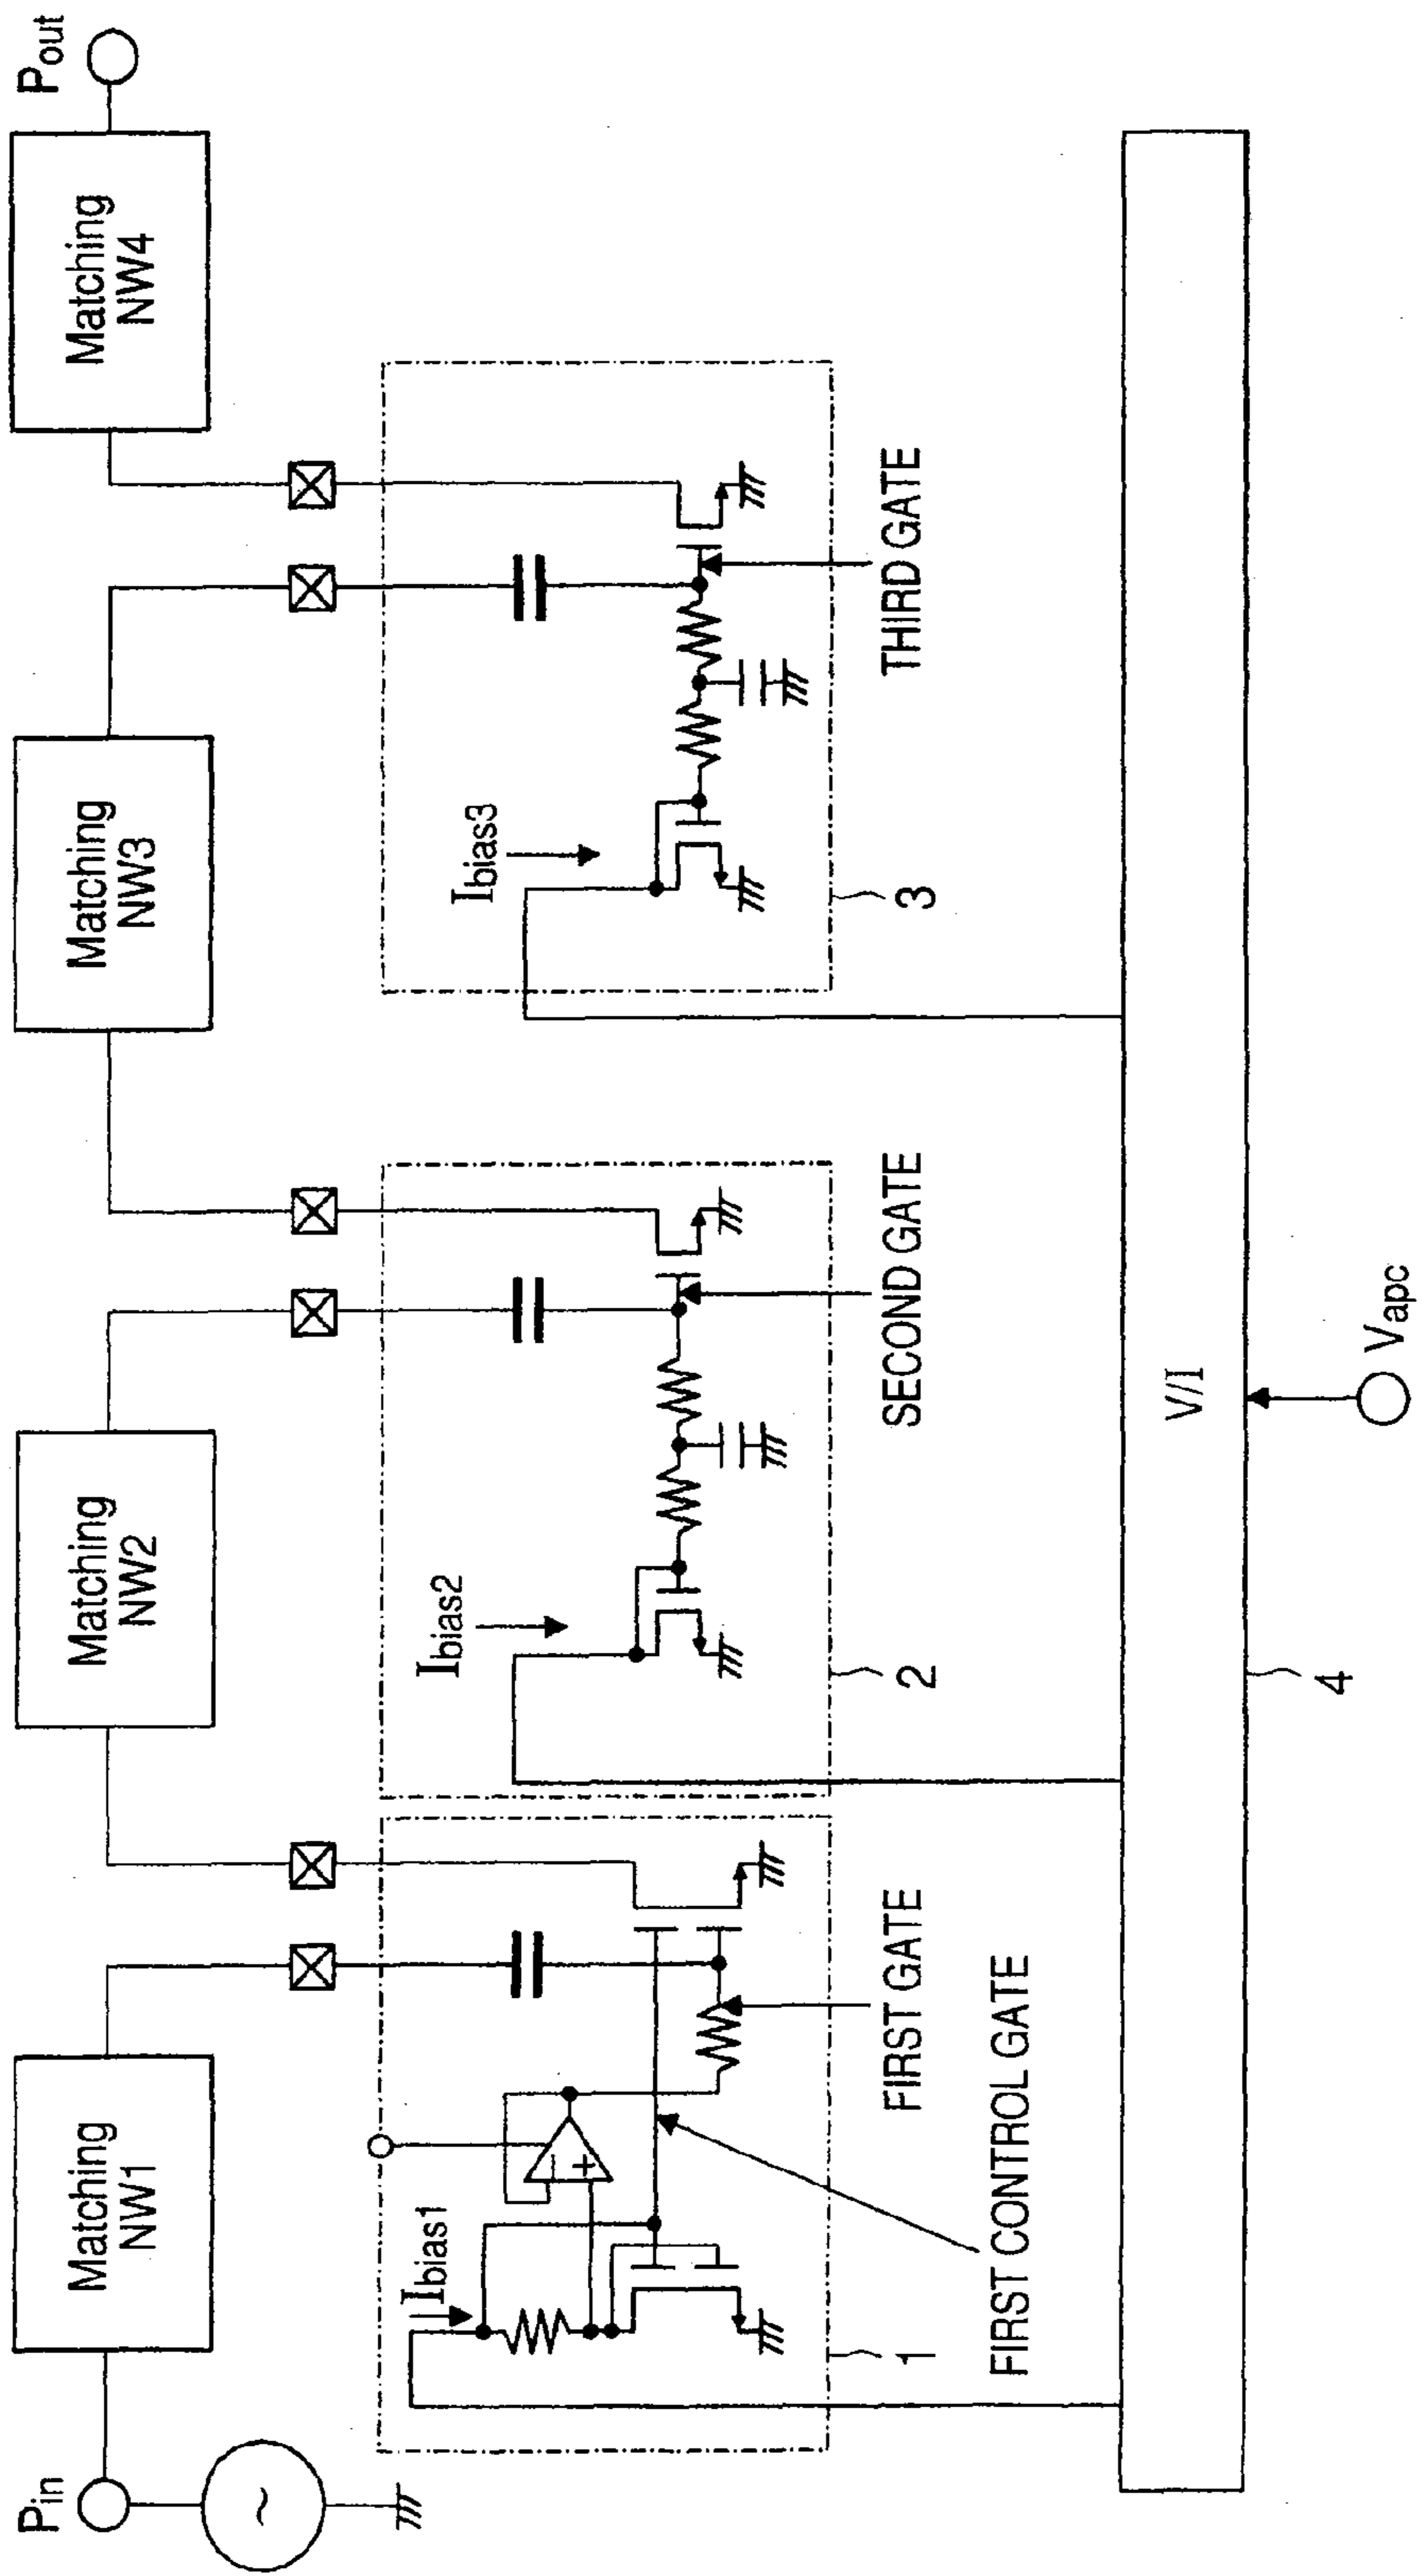 Pin
Matching
NW1
Matching
NW2
Matching
NW3
Matching
NW4
Pout
~
Ibias1
−
+
Ibias2
Ibias3
FIRST GATE
SECOND GATE
THIRD GATE
1
2
3
FIRST CONTROL GATE
V/I
4
Vapc